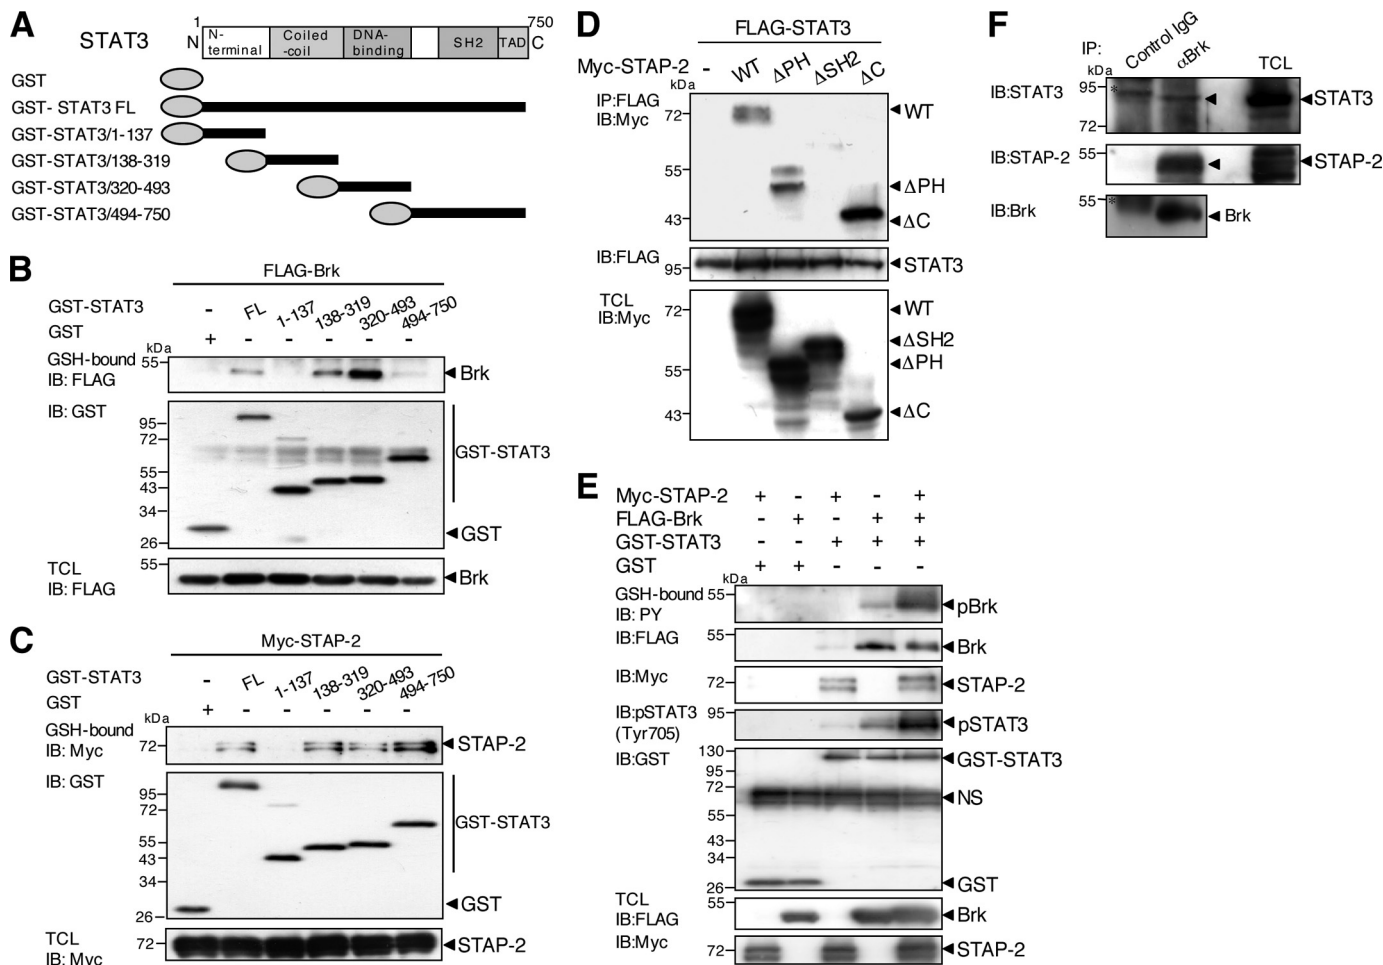 A
STAT3
1
750
N
N-terminal
Coiled-coil
DNA-binding
SH2
TAD
C
GST
GST- STAT3 FL
GST-STAT3/1-137
GST-STAT3/138-319
GST-STAT3/320-493
GST-STAT3/494-750
B
FLAG-Brk
GST-STAT3 - FL 1-137 138-319 320-493 494-750
GST + - - - - -
kDa
GSH-bound
IB: FLAG
55
Brk
IB: GST
95
72
55
43
34
26
GST-STAT3
GST
TCL
IB: FLAG
55
Brk
C
Myc-STAP-2
GST-STAT3 - FL 1-137 138-319 320-493 494-750
GST + - - - - -
kDa
GSH-bound
IB: Myc
72
STAP-2
IB: GST
95
72
55
43
34
26
GST-STAT3
GST
TCL
IB: Myc
72
STAP-2
D
FLAG-STAT3
Myc-STAP-2 - WT ΔPH ΔSH2 ΔC
kDa
IP:FLAG
IB:Myc
72
55
43
WT
ΔPH
ΔC
IB:FLAG
95
STAT3
TCL
IB:Myc
72
55
43
WT
ΔSH2
ΔPH
ΔC
E
Myc-STAP-2 + - + - +
FLAG-Brk - + - + +
GST-STAT3 - - + + +
GST + + - - -
kDa
GSH-bound
IB: PY
55
pBrk
IB:FLAG
55
Brk
IB:Myc
72
STAP-2
IB:pSTAT3
(Tyr705)
95
pSTAT3
IB:GST
130
95
72
55
43
34
26
GST-STAT3
NS
GST
TCL
IB:FLAG
55
Brk
IB:Myc
72
STAP-2
F
IP: Control IgG αBrk TCL
kDa
IB:STAT3
95
72
*
STAT3
IB:STAP-2
55
STAP-2
IB:Brk
55
*
Brk